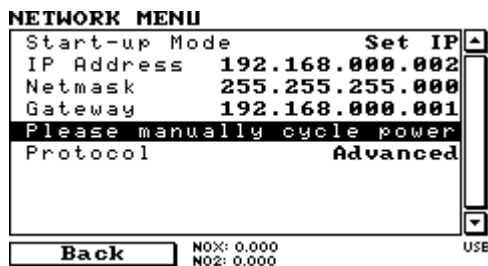 NETWORK MENU
Start-up Mode Set IP
IP Address 192.168.000.002
Netmask 255.255.255.000
Gateway 192.168.000.001
Please manually cycle power
Protocol Advanced
Back NOX: 0.000 USB
NO2: 0.000